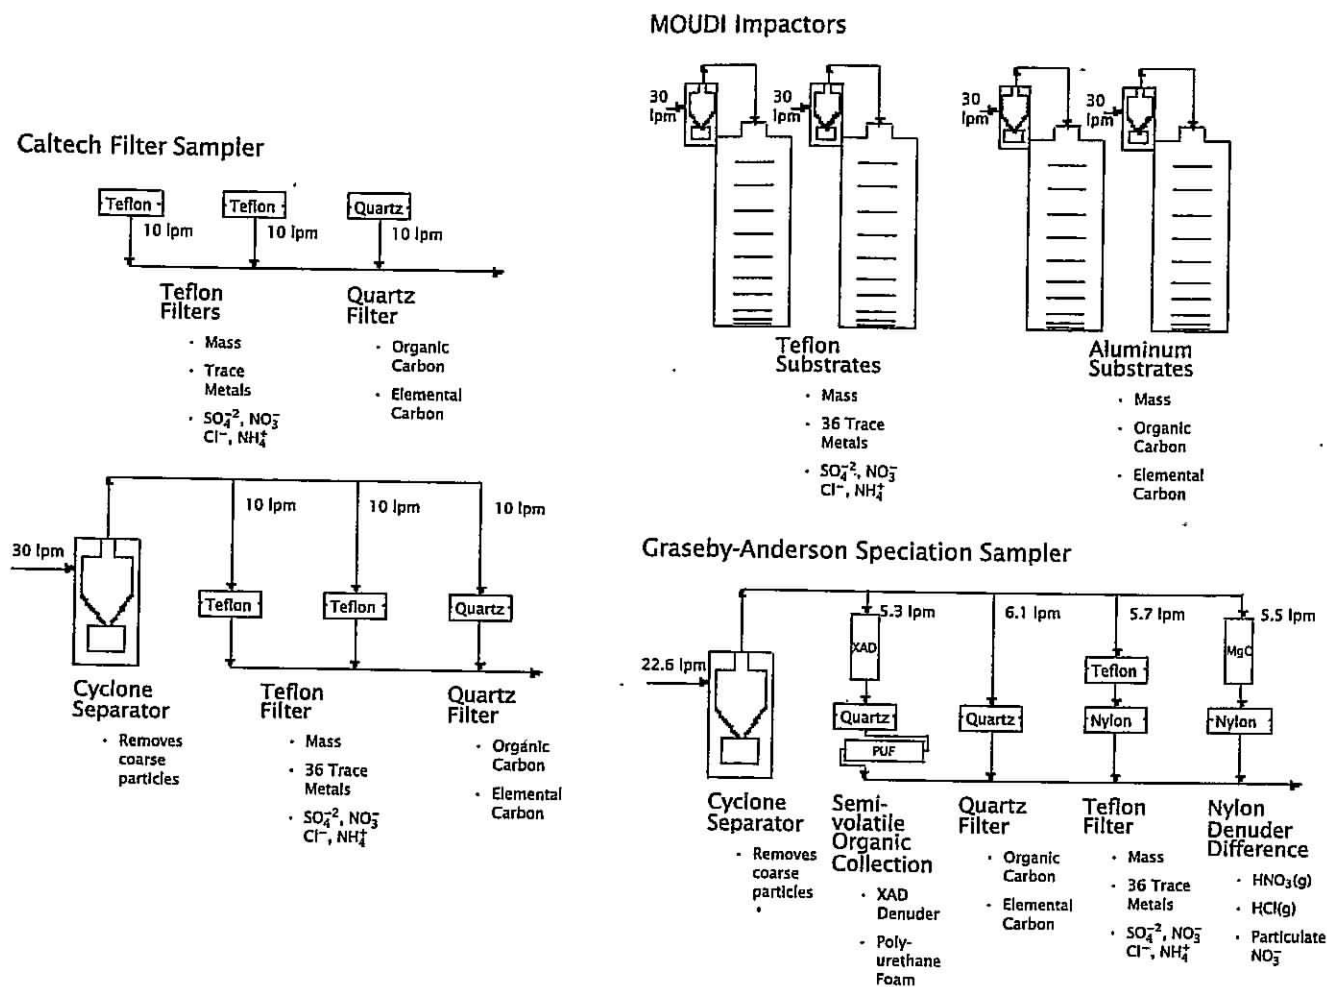 MOUDI Impactors
30
lpm
30
lpm
30
lpm
30
lpm
Teflon
Substrates
· Mass
· 36 Trace
Metals
· SO₄⁻², NO₃⁻
Cl⁻, NH₄⁺
Aluminum
Substrates
· Mass
· Organic
Carbon
· Elemental
Carbon
Caltech Filter Sampler
Teflon
Teflon
Quartz
10 lpm
10 lpm
10 lpm
Teflon
Filters
· Mass
· Trace
Metals
· SO₄⁻², NO₃⁻
Cl⁻, NH₄⁺
Quartz
Filter
· Organic
Carbon
· Elemental
Carbon
30 lpm
10 lpm
10 lpm
10 lpm
Teflon
Teflon
Quartz
Cyclone
Separator
· Removes
coarse
particles
Teflon
Filter
· Mass
· 36 Trace
Metals
· SO₄⁻², NO₃⁻
Cl⁻, NH₄⁺
Quartz
Filter
· Organic
Carbon
· Elemental
Carbon
Graseby-Anderson Speciation Sampler
22.6 lpm
5.3 lpm
6.1 lpm
5.7 lpm
5.5 lpm
XAD
MgO
Teflon
Quartz
Quartz
Nylon
Nylon
PUF
Cyclone
Separator
· Removes
coarse
particles
Semi-
volatile
Organic
Collection
· XAD
Denuder
· Poly-
urethane
Foam
Quartz
Filter
· Organic
Carbon
· Elemental
Carbon
Teflon
Filter
· Mass
· 36 Trace
Metals
· SO₄⁻², NO₃⁻
Cl⁻, NH₄⁺
Nylon
Denuder
Difference
· HNO₃(g)
· HCl(g)
· Particulate
NO₃⁻